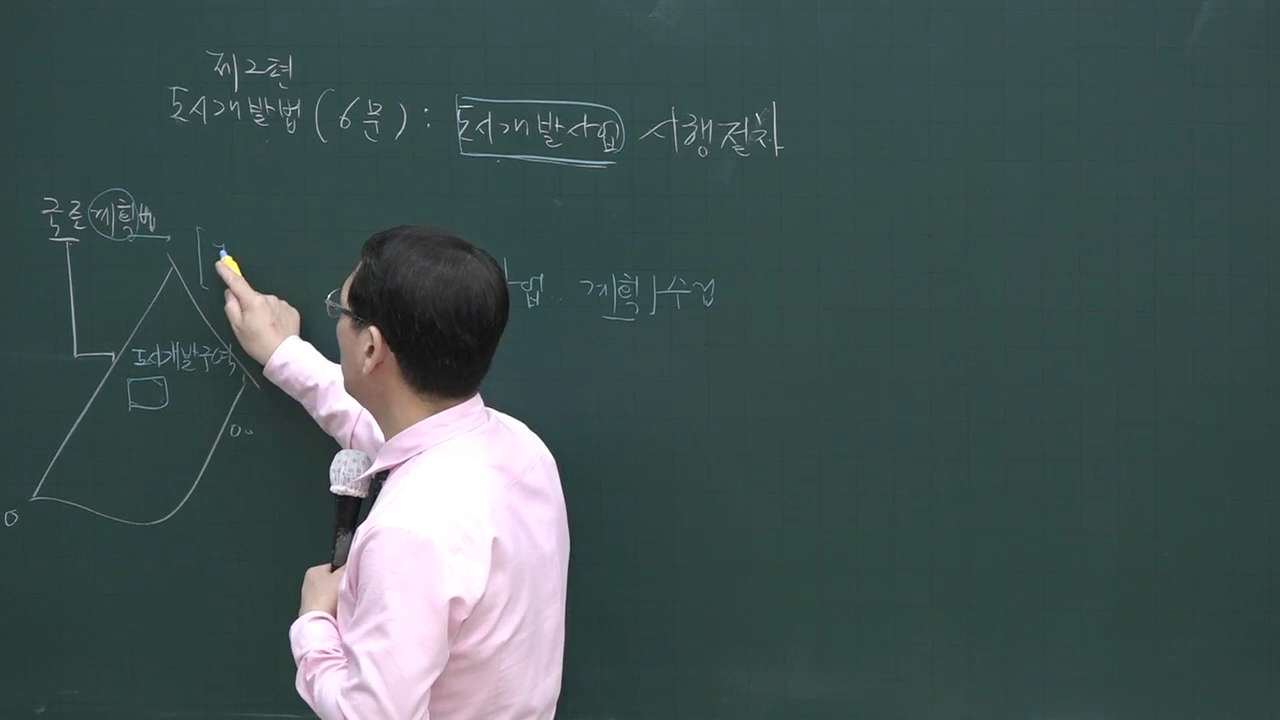 제2편
도시개발법 (6문) : 도시개발사업 시행절차
국토계획법
업.. 계획 수립
도시개발구역